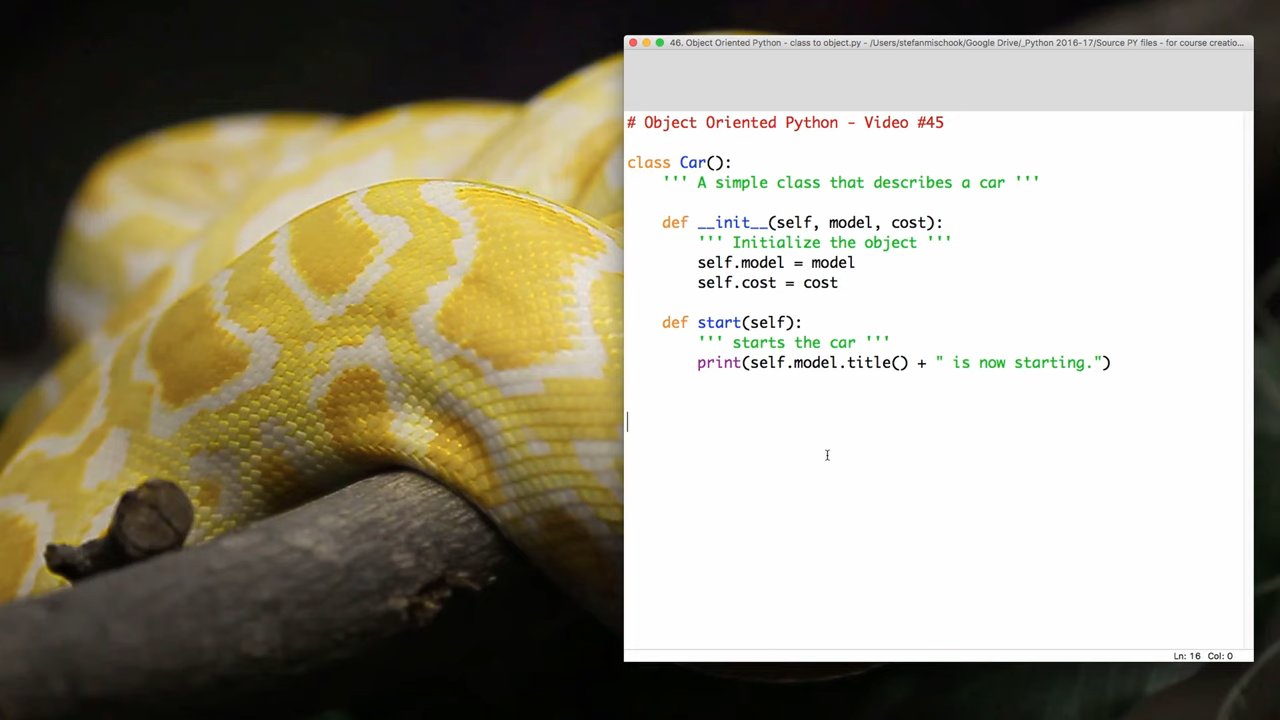 46. Object Oriented Python - class to object.py - /Users/stefanmischook/Google Drive/_Python 2016-17/Source PY files - for course creatio...
# Object Oriented Python - Video #45
class Car():
''' A simple class that describes a car '''
def __init__(self, model, cost):
''' Initialize the object '''
self.model = model
self.cost = cost
def start(self):
''' starts the car '''
print(self.model.title() + " is now starting.")
Ln: 16 Col: 0